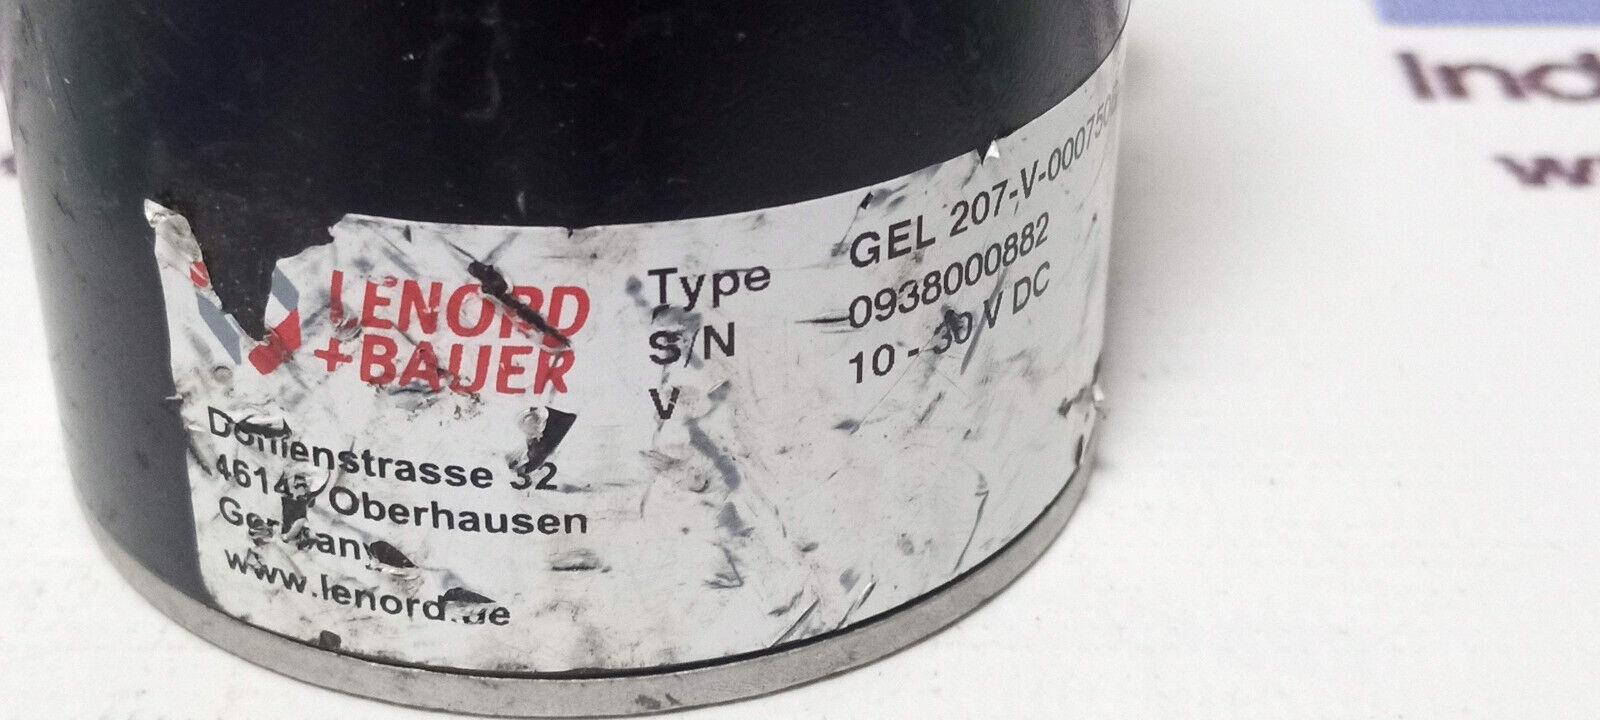 LENORD
+BAUER
Type GEL 207-V-000750
S/N 0938000882
V 10 - 30 V DC
Dohlenstrasse 32
46145 Oberhausen
Germany
www.lenord.de
Ind